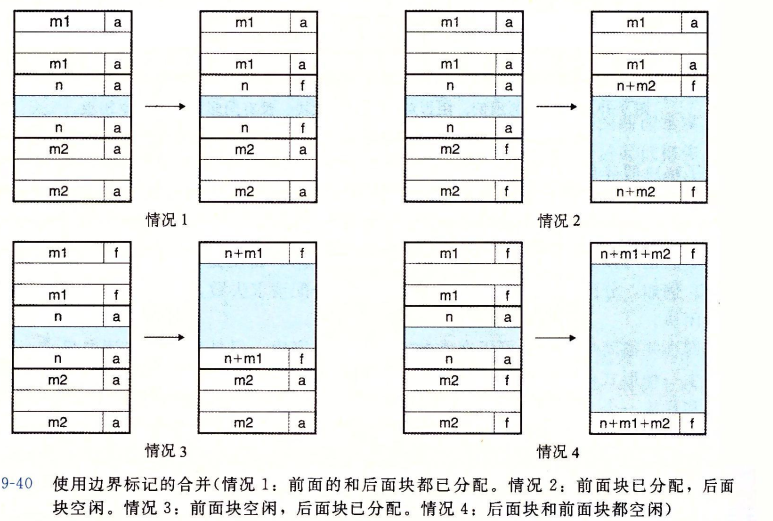 m1 a m1 a
m1 a m1 a
n a n f
n a n f
m2 a m2 a
m2 a m2 a
情况 1
m1 a m1 a
m1 a m1 a
n a n+m2 f
n a
m2 f
m2 f n+m2 f
情况 2
m1 f n+m1 f
m1 f
n a
n a n+m1 f
m2 a m2 a
m2 a m2 a
情况 3
m1 f n+m1+m2 f
m1 f
n a
n a
m2 f
m2 f n+m1+m2 f
情况 4
9-40 使用边界标记的合并(情况 1：前面的和后面块都已分配。情况 2：前面块已分配，后面
块空闲。情况 3：前面块空闲，后面块已分配。情况 4：后面块和前面块都空闲)